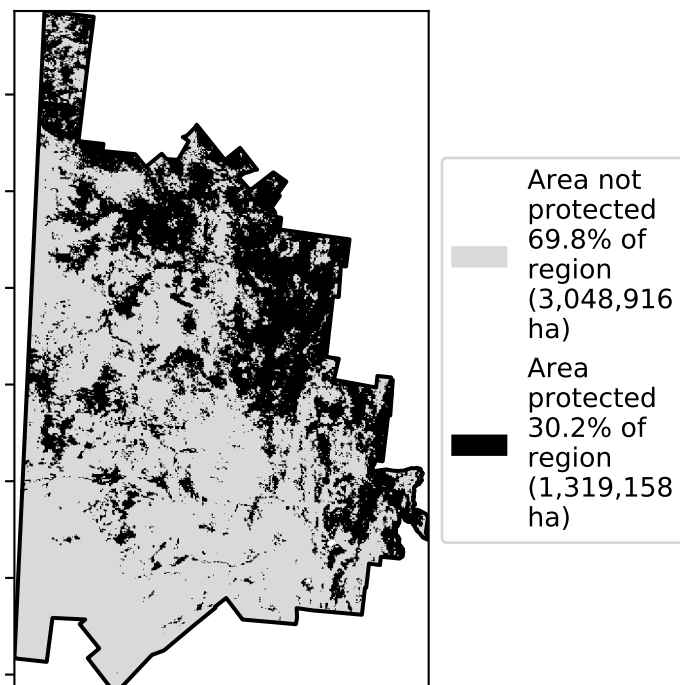 Area not
protected
69.8% of
region
(3,048,916
ha)
Area
protected
30.2% of
region
(1,319,158
ha)